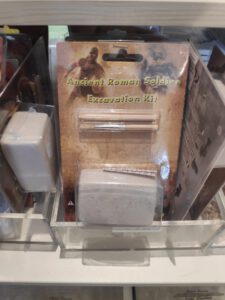 Ancient Roman Soldier
Excavation Kit